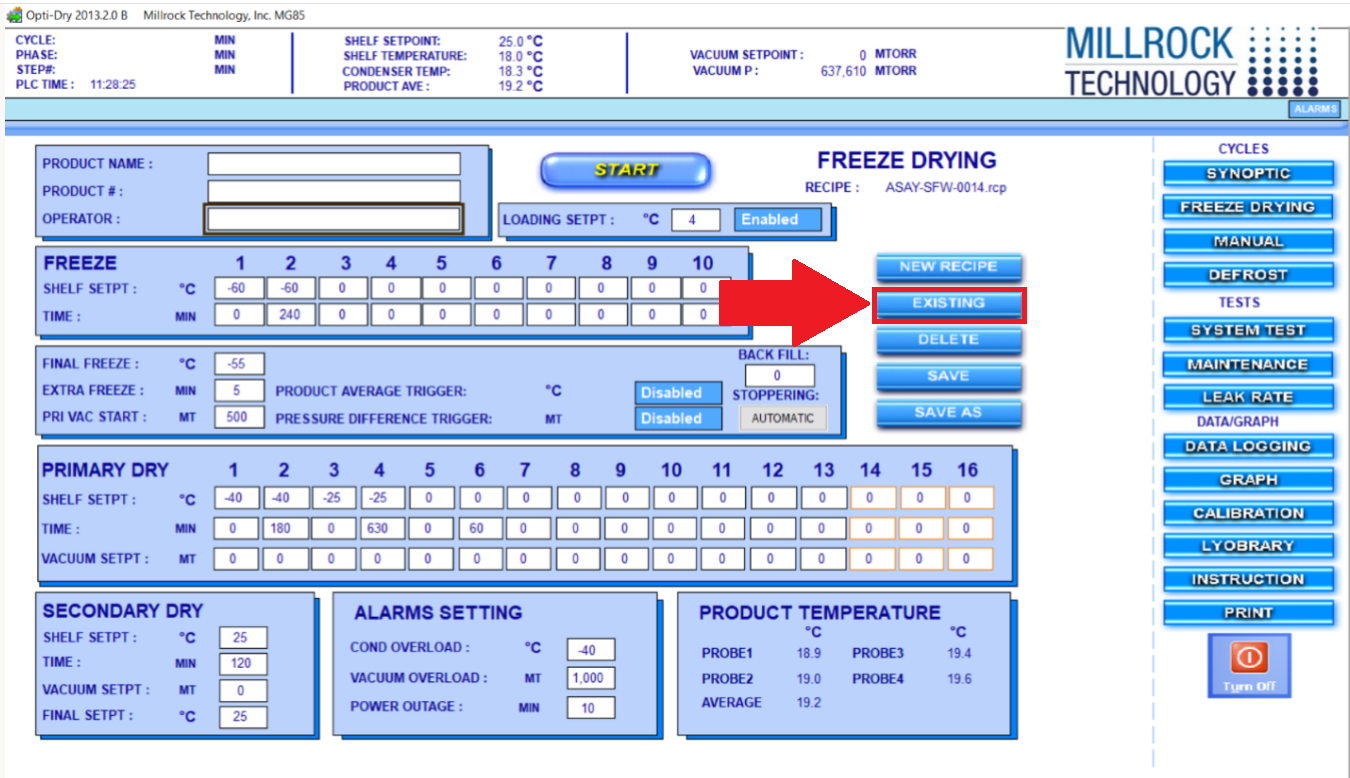 Opti-Dry 2013.2.0 B Millrock Technology, Inc. MG85
CYCLE: MIN
PHASE: MIN
STEP#: MIN
PLC TIME : 11:28:25
SHELF SETPOINT: 25.0 °C
SHELF TEMPERATURE: 18.0 °C
CONDENSER TEMP: 18.3 °C
PRODUCT AVE : 19.2 °C
VACUUM SETPOINT : 0 MTORR
VACUUM P : 637,610 MTORR
MILLROCK
TECHNOLOGY
ALARMS
PRODUCT NAME :
PRODUCT # :
OPERATOR :
START
FREEZE DRYING
RECIPE : ASAY-SFW-0014.rcp
LOADING SETPT : °C 4 Enabled
FREEZE 1 2 3 4 5 6 7 8 9 10
SHELF SETPT : °C -60 -60 0 0 0 0 0 0 0 0
TIME : MIN 0 240 0 0 0 0 0 0 0 0
NEW RECIPE
EXISTING
DELETE
SAVE
SAVE AS
FINAL FREEZE : °C -55
EXTRA FREEZE : MIN 5 PRODUCT AVERAGE TRIGGER: °C Disabled
PRI VAC START : MT 500 PRESSURE DIFFERENCE TRIGGER: MT Disabled
BACK FILL:
0
STOPPERING:
AUTOMATIC
PRIMARY DRY 1 2 3 4 5 6 7 8 9 10 11 12 13 14 15 16
SHELF SETPT : °C -40 -40 -25 -25 0 0 0 0 0 0 0 0 0 0 0 0
TIME : MIN 0 180 0 630 0 60 0 0 0 0 0 0 0 0 0 0
VACUUM SETPT : MT 0 0 0 0 0 0 0 0 0 0 0 0 0 0 0 0
SECONDARY DRY
SHELF SETPT : °C 25
TIME : MIN 120
VACUUM SETPT : MT 0
FINAL SETPT : °C 25
ALARMS SETTING
COND OVERLOAD : °C -40
VACUUM OVERLOAD : MT 1,000
POWER OUTAGE : MIN 10
PRODUCT TEMPERATURE
°C °C
PROBE1 18.9 PROBE3 19.4
PROBE2 19.0 PROBE4 19.6
AVERAGE 19.2
CYCLES
SYNOPTIC
FREEZE DRYING
MANUAL
DEFROST
TESTS
SYSTEM TEST
MAINTENANCE
LEAK RATE
DATA/GRAPH
DATA LOGGING
GRAPH
CALIBRATION
LYOBRARY
INSTRUCTION
PRINT
Turn Off